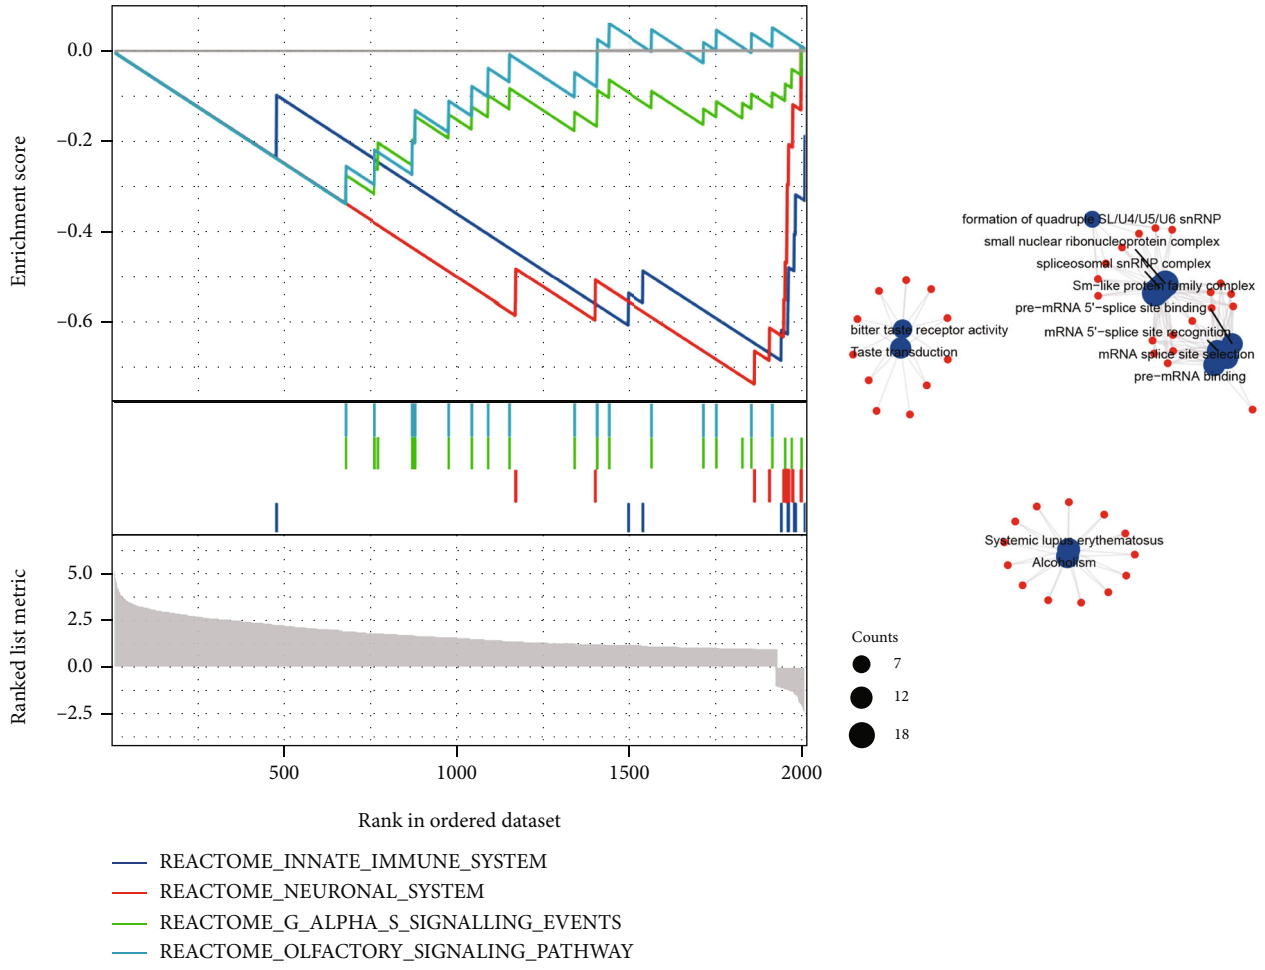 Enrichment score
0.0
−0.2
−0.4
−0.6
Ranked list metric
5.0
2.5
0.0
−2.5
500
1000
1500
2000
Rank in ordered dataset
REACTOME_INNATE_IMMUNE_SYSTEM
REACTOME_NEURONAL_SYSTEM
REACTOME_G_ALPHA_S_SIGNALLING_EVENTS
REACTOME_OLFACTORY_SIGNALING_PATHWAY
formation of quadruple SL/U4/U5/U6 snRNP
small nuclear ribonucleoprotein complex
spliceosomal snRNP complex
Sm−like protein family complex
pre−mRNA 5'−splice site binding
mRNA 5'−splice site recognition
mRNA splice site selection
pre−mRNA binding
bitter taste receptor activity
Taste transduction
Systemic lupus erythematosus
Alcoholism
Counts
7
12
18